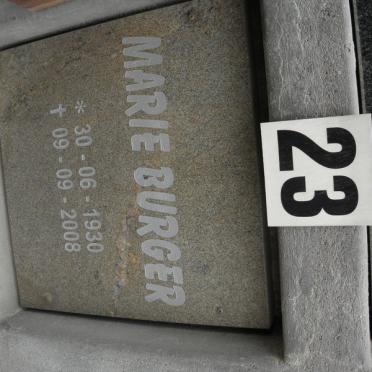 23
MARIE BURGER
* 30-06-1930
† 09-09-2008